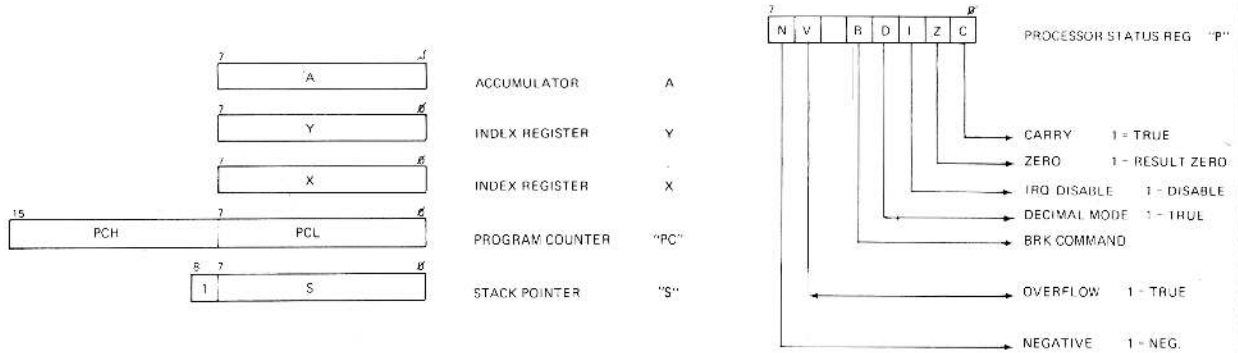 7 Ø
A
ACCUMULATOR A
7 Ø
Y
INDEX REGISTER Y
7 Ø
X
INDEX REGISTER X
15 7 Ø
PCH PCL
PROGRAM COUNTER "PC"
8 7 Ø
1 S
STACK POINTER "S"
7 Ø
N V B D I Z C
PROCESSOR STATUS REG "P"
CARRY 1 = TRUE
ZERO 1 - RESULT ZERO
IRQ DISABLE 1 - DISABLE
DECIMAL MODE 1 - TRUE
BRK COMMAND
OVERFLOW 1 - TRUE
NEGATIVE 1 - NEG.